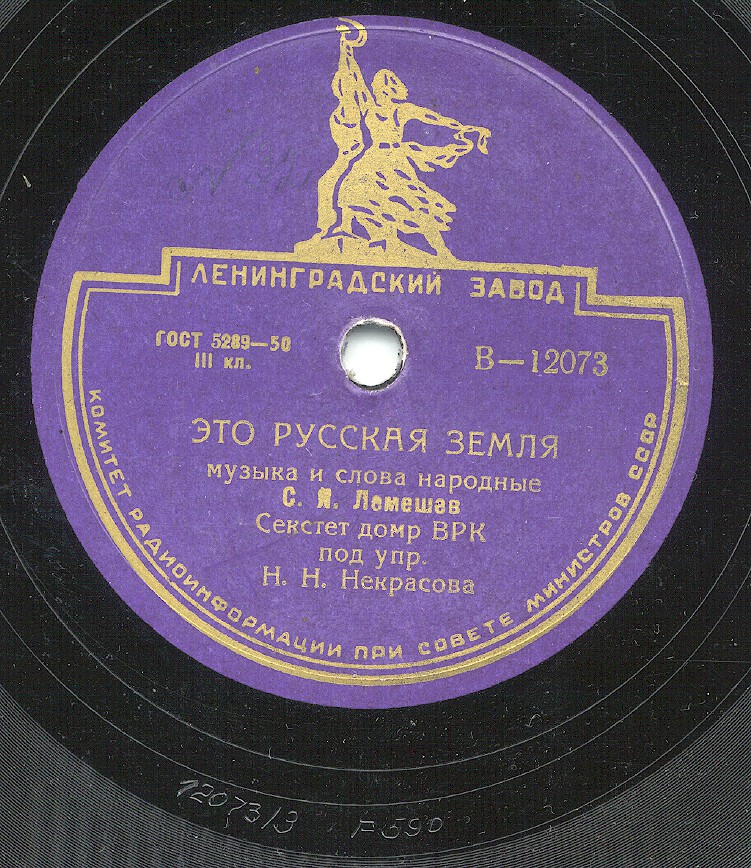 ЛЕНИНГРАДСКИЙ ЗАВОД
ГОСТ 5289—50
III кл.
В—12073
ЭТО РУССКАЯ ЗЕМЛЯ
музыка и слова народные
С. Я. Лемешев
Секстет домр ВРК
под упр.
Н. Н. Некрасова
КОМИТЕТ РАДИОИНФОРМАЦИИ ПРИ СОВЕТЕ МИНИСТРОВ СССР
12073/3 F590